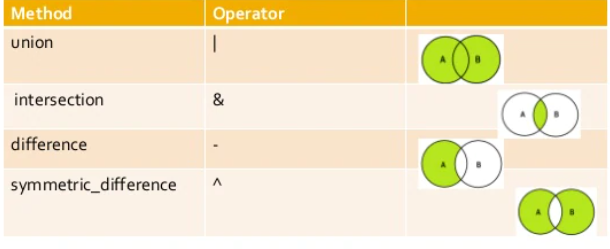 Method Operator
union |
A B
intersection &
A B
difference -
A B
symmetric_difference ^
A B